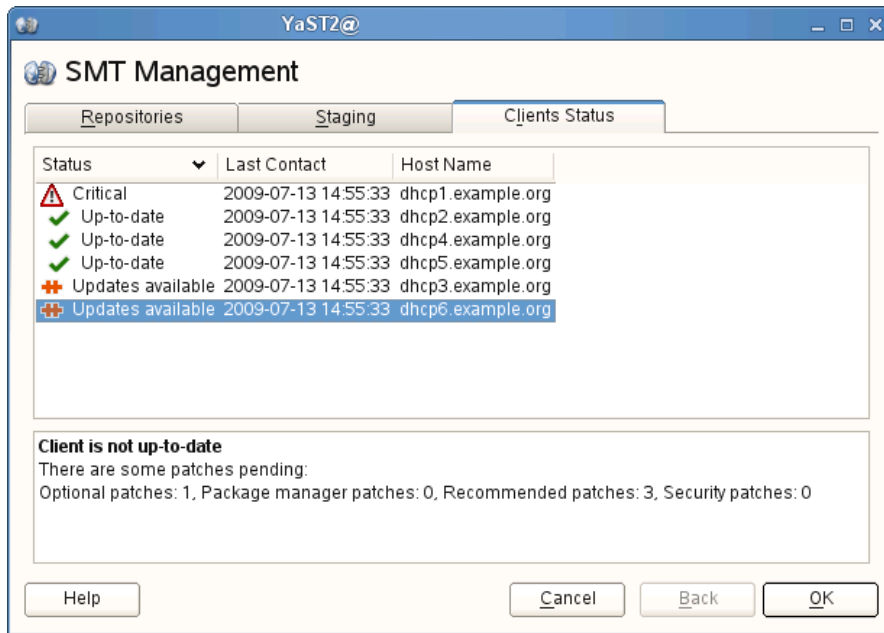 YaST2@
SMT Management
Repositories Staging Clients Status
Status Last Contact Host Name
Critical 2009-07-13 14:55:33 dhcp1.example.org
Up-to-date 2009-07-13 14:55:33 dhcp2.example.org
Up-to-date 2009-07-13 14:55:33 dhcp4.example.org
Up-to-date 2009-07-13 14:55:33 dhcp5.example.org
Updates available 2009-07-13 14:55:33 dhcp3.example.org
Updates available 2009-07-13 14:55:33 dhcp6.example.org
Client is not up-to-date
There are some patches pending:
Optional patches: 1, Package manager patches: 0, Recommended patches: 3, Security patches: 0
Help Cancel Back OK